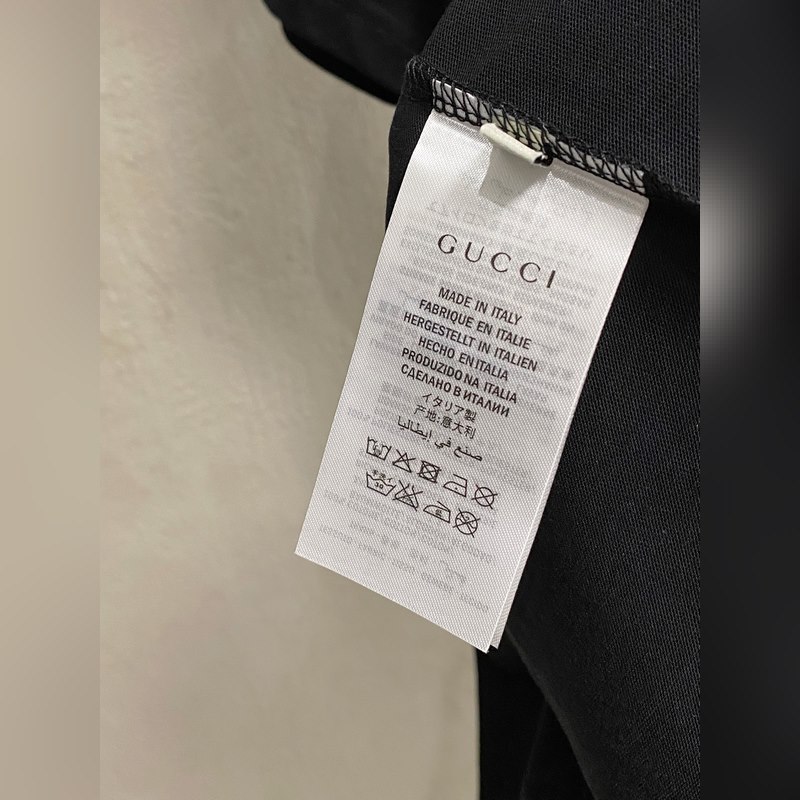 GUCCI
MADE IN ITALY
FABRIQUE EN ITALIE
HERGESTELLT IN ITALIEN
HECHO EN ITALIA
PRODUZIDO NA ITALIA
СДЕЛАНО В ИТАЛИИ
イタリア製
产地:意大利
صنع في إيطاليا